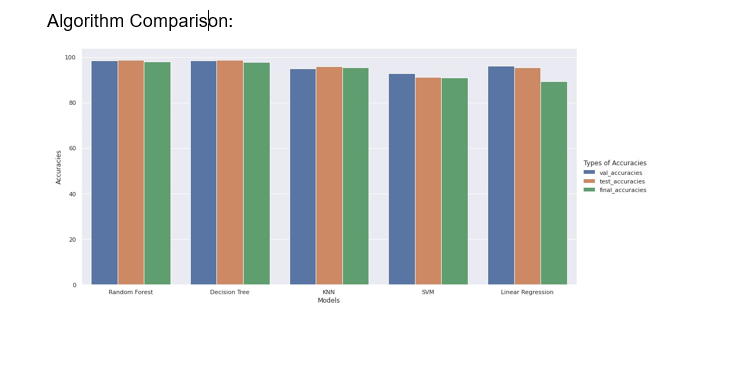 Algorithm Comparison:
100
80
60
40
20
0
Accuracies
Random Forest
Decision Tree
KNN
SVM
Linear Regression
Models
Types of Accuracies
val_accuracies
test_accuracies
final_accuracies